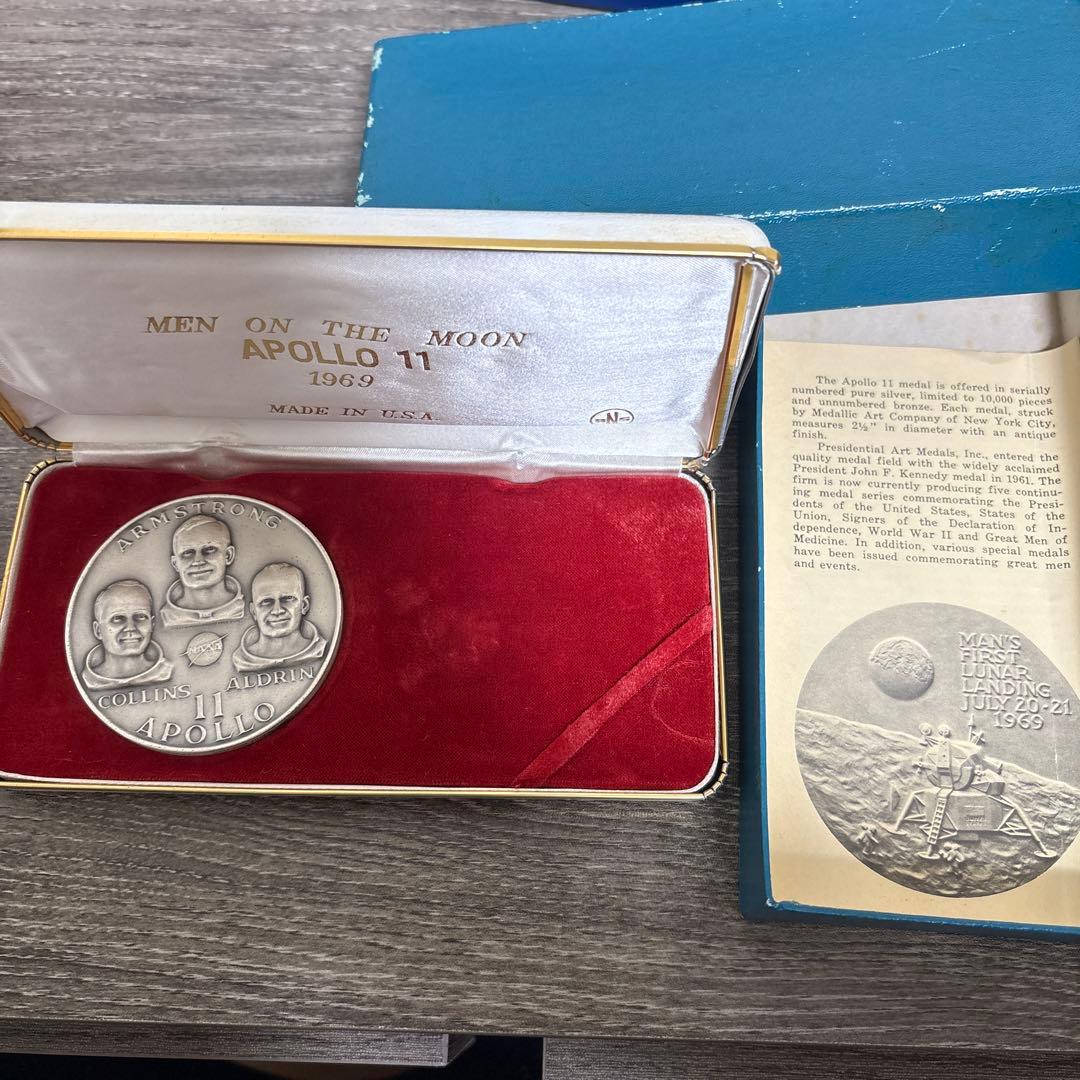 MEN ON THE MOON
APOLLO 11
1969
MADE IN U.S.A.
N
ARMSTRONG
NASA
COLLINS
ALDRIN
11
APOLLO
The Apollo 11 medal is offered in serially
numbered pure silver, limited to 10,000 pieces
and unnumbered bronze. Each medal, struck
by Medallic Art Company of New York City,
measures 2½" in diameter with an antique
finish.
Presidential Art Medals, Inc., entered the
quality medal field with the widely acclaimed
President John F. Kennedy medal in 1961. The
firm is now currently producing five continu-
ing medal series commemorating the Presi-
dents of the United States, States of the
Union, Signers of the Declaration of In-
dependence, World War II and Great Men of
Medicine. In addition, various special medals
have been issued commemorating great men
and events.
MAN'S
FIRST
LUNAR
LANDING
JULY 20-21
1969